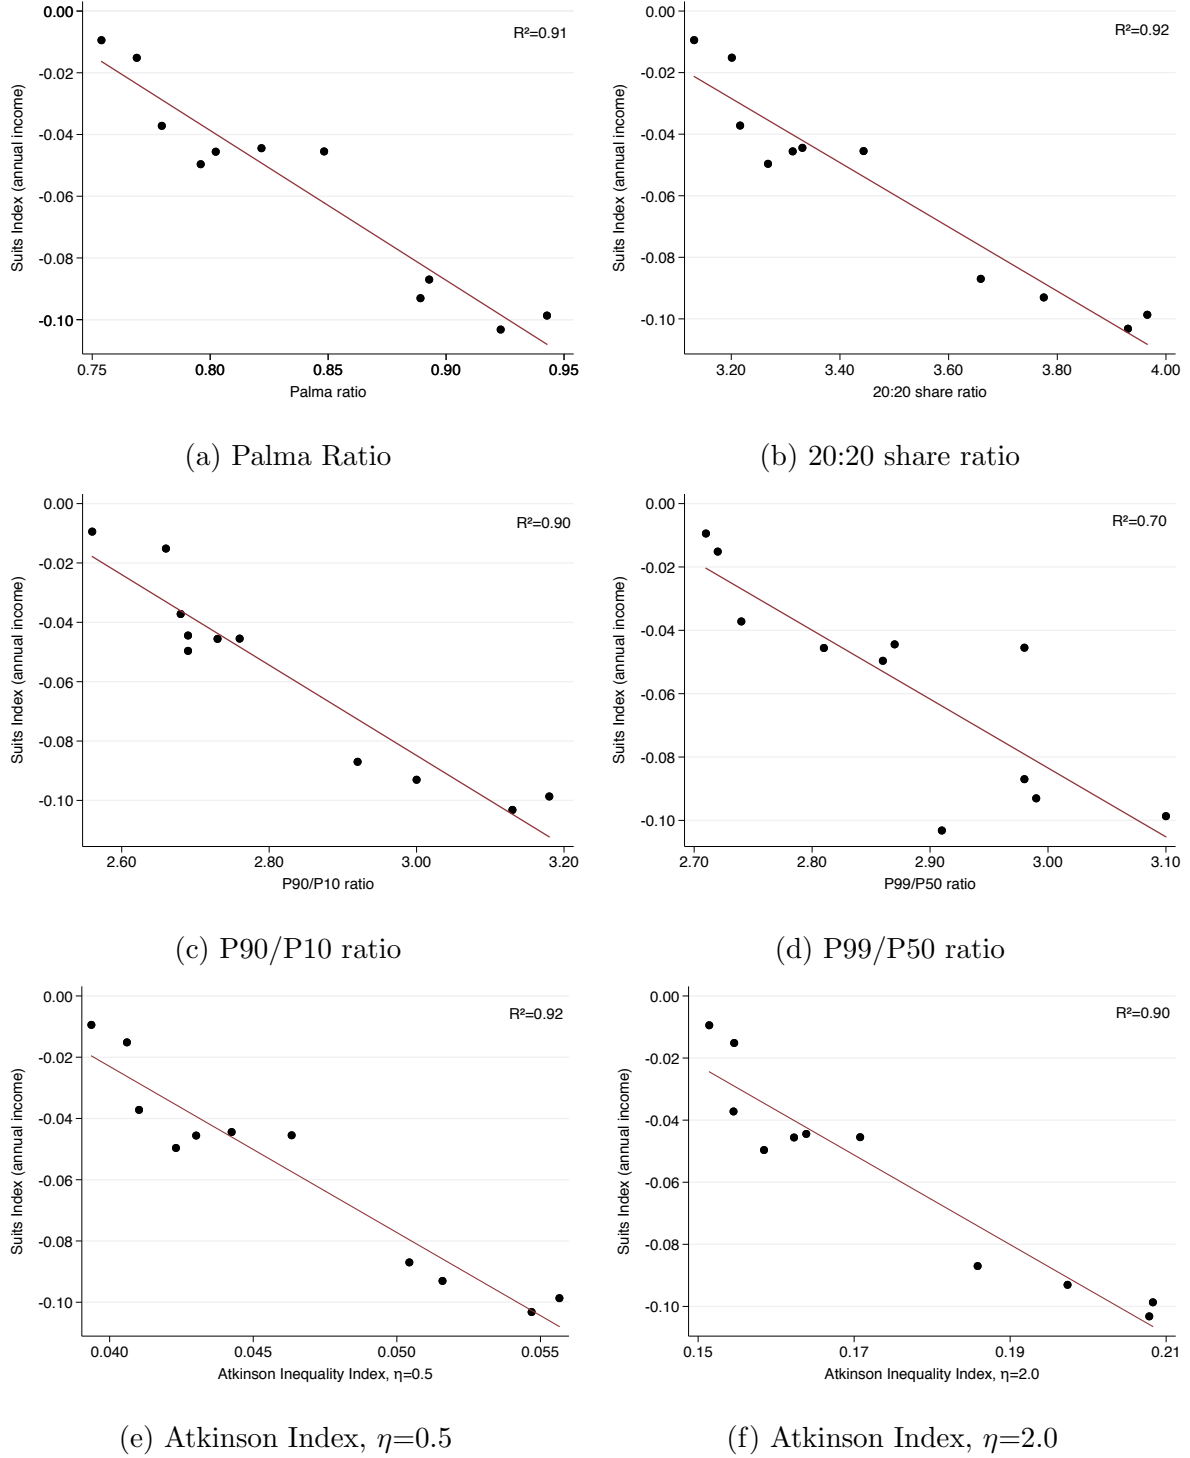 0.00
-0.02
-0.04
-0.06
-0.08
-0.10
Suits Index (annual income)
R²=0.91
0.75 0.80 0.85 0.90 0.95
Palma ratio
(a) Palma Ratio
0.00
-0.02
-0.04
-0.06
-0.08
-0.10
Suits Index (annual income)
R²=0.92
3.20 3.40 3.60 3.80 4.00
20:20 share ratio
(b) 20:20 share ratio
0.00
-0.02
-0.04
-0.06
-0.08
-0.10
Suits Index (annual income)
R²=0.90
2.60 2.80 3.00 3.20
P90/P10 ratio
(c) P90/P10 ratio
0.00
-0.02
-0.04
-0.06
-0.08
-0.10
Suits Index (annual income)
R²=0.70
2.70 2.80 2.90 3.00 3.10
P99/P50 ratio
(d) P99/P50 ratio
0.00
-0.02
-0.04
-0.06
-0.08
-0.10
Suits Index (annual income)
R²=0.92
0.040 0.045 0.050 0.055
Atkinson Inequality Index, η=0.5
(e) Atkinson Index, η=0.5
0.00
-0.02
-0.04
-0.06
-0.08
-0.10
Suits Index (annual income)
R²=0.90
0.15 0.17 0.19 0.21
Atkinson Inequality Index, η=2.0
(f) Atkinson Index, η=2.0